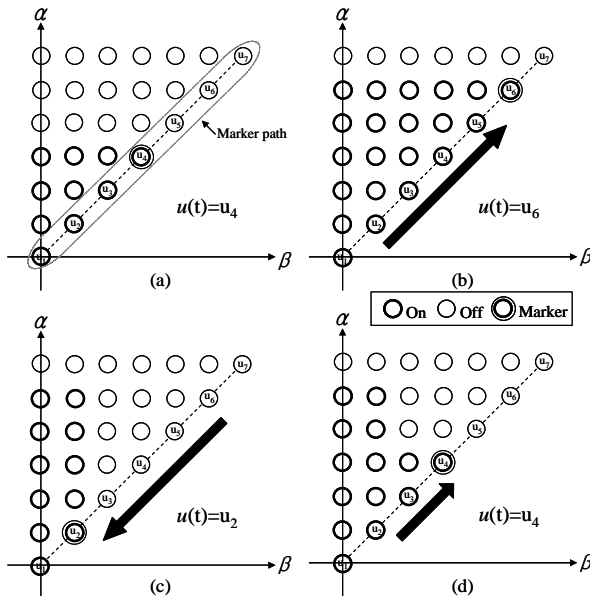 α
u₇
u₆
u₅
Marker path
u₄
u₃
u(t)=u₄
u₂
u₁
β
(a)
α
u₇
u₆
u₅
u₄
u₃
u(t)=u₆
u₂
u₁
β
(b)
On Off Marker
α
u₇
u₆
u₅
u₄
u₃
u(t)=u₂
u₂
u₁
β
(c)
α
u₇
u₆
u₅
u₄
u₃
u(t)=u₄
u₂
u₁
β
(d)